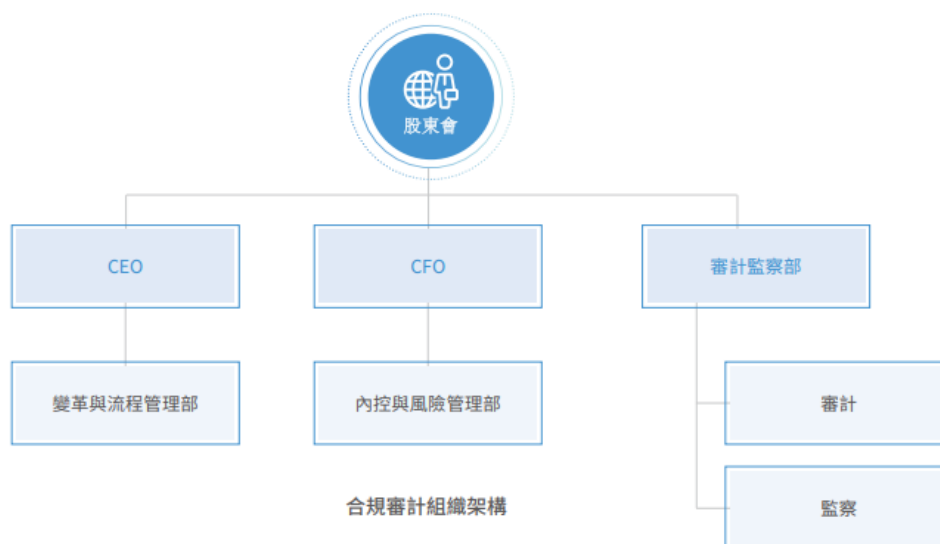 股東會
CEO
CFO
審計監察部
變革與流程管理部
內控與風險管理部
審計
合規審計組織架構
監察